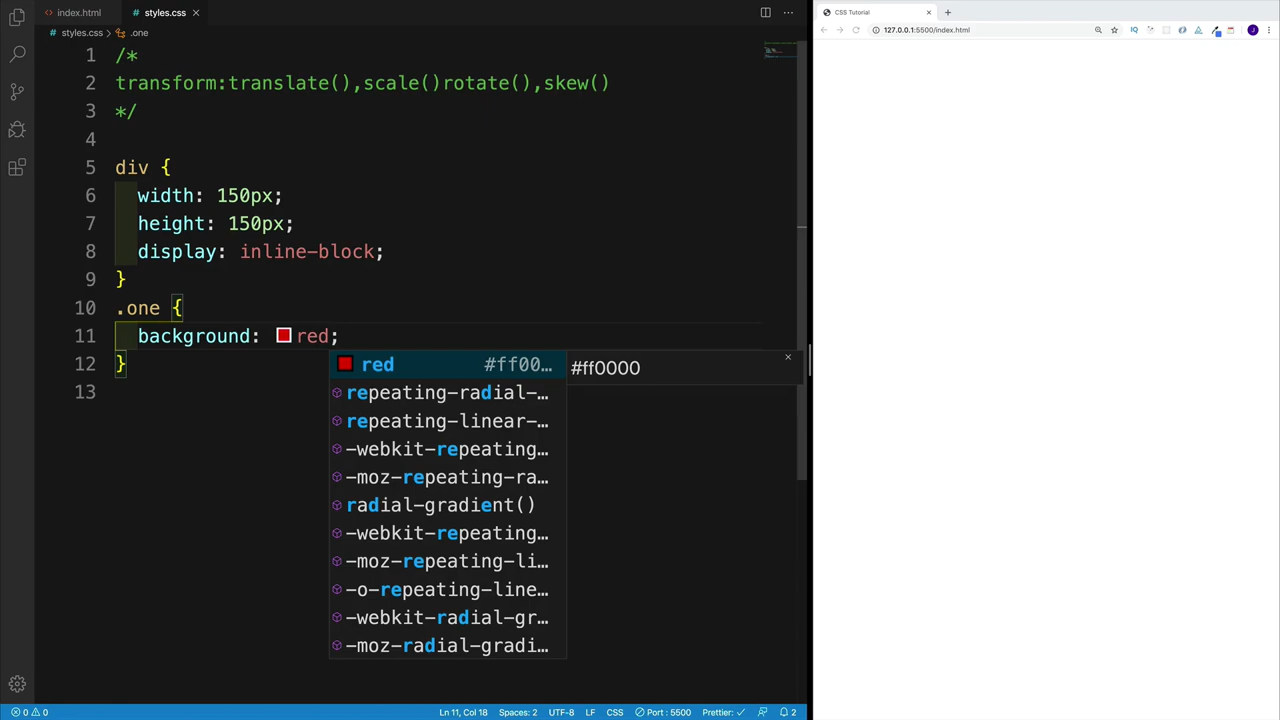 index.html
styles.css
styles.css
.one
1 /*
2 transform:translate(),scale()rotate(),skew()
3 */
4
5 div {
6 width: 150px;
7 height: 150px;
8 display: inline-block;
9 }
10 .one {
11 background: red;
12 }
13
red #ff00…
#ff0000
repeating-radial-…
repeating-linear-…
-webkit-repeating…
-moz-repeating-ra…
radial-gradient()
-webkit-repeating…
-moz-repeating-li…
-o-repeating-line…
-webkit-radial-gr…
-moz-radial-gradi…
0 0
Ln 11, Col 18
Spaces: 2
UTF-8
LF
CSS
Port : 5500
Prettier: ✓
2
CSS Tutorial
127.0.0.1:5500/index.html
IQ
J